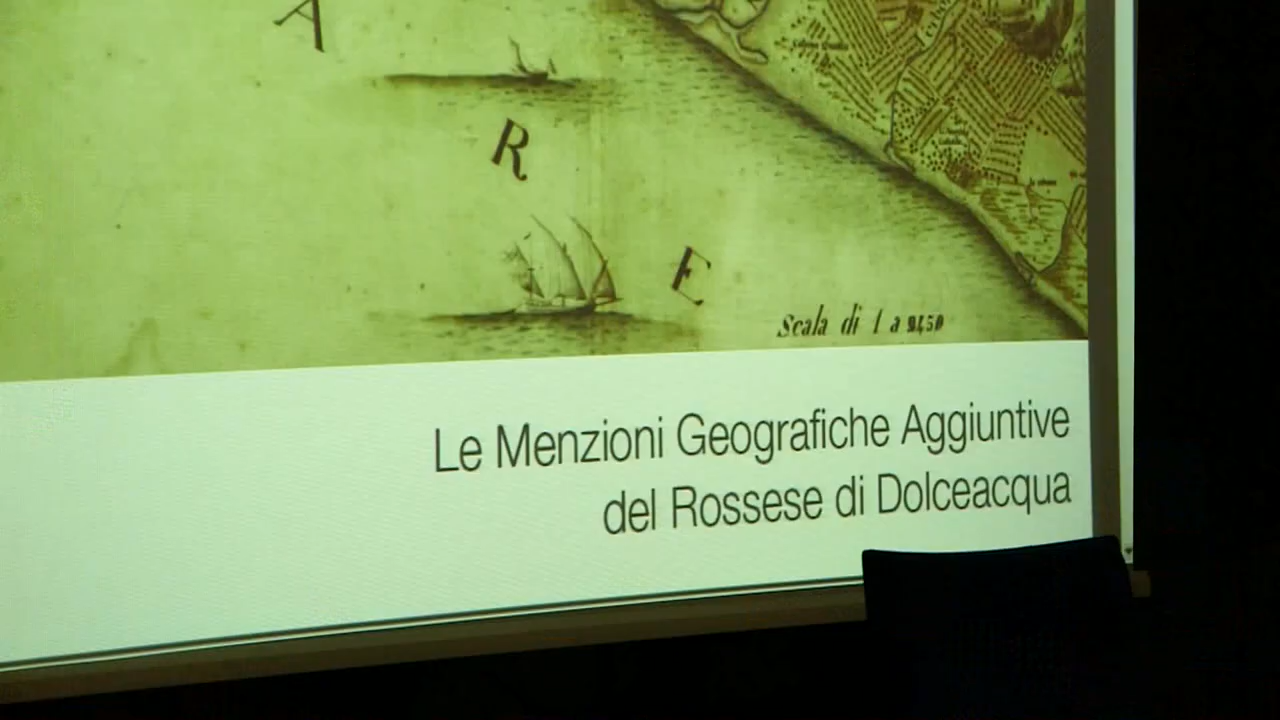 A
R
E
Scala di 1 a
Le Menzioni Geografiche Aggiuntive
del Rossese di Dolceacqua